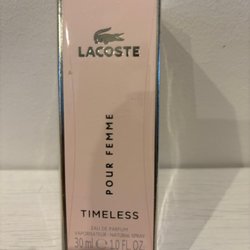 LACOSTE
POUR FEMME
TIMELESS
EAU DE PARFUM
VAPORISATEUR - NATURAL SPRAY
30 ml ℮ 1.0 FL. OZ